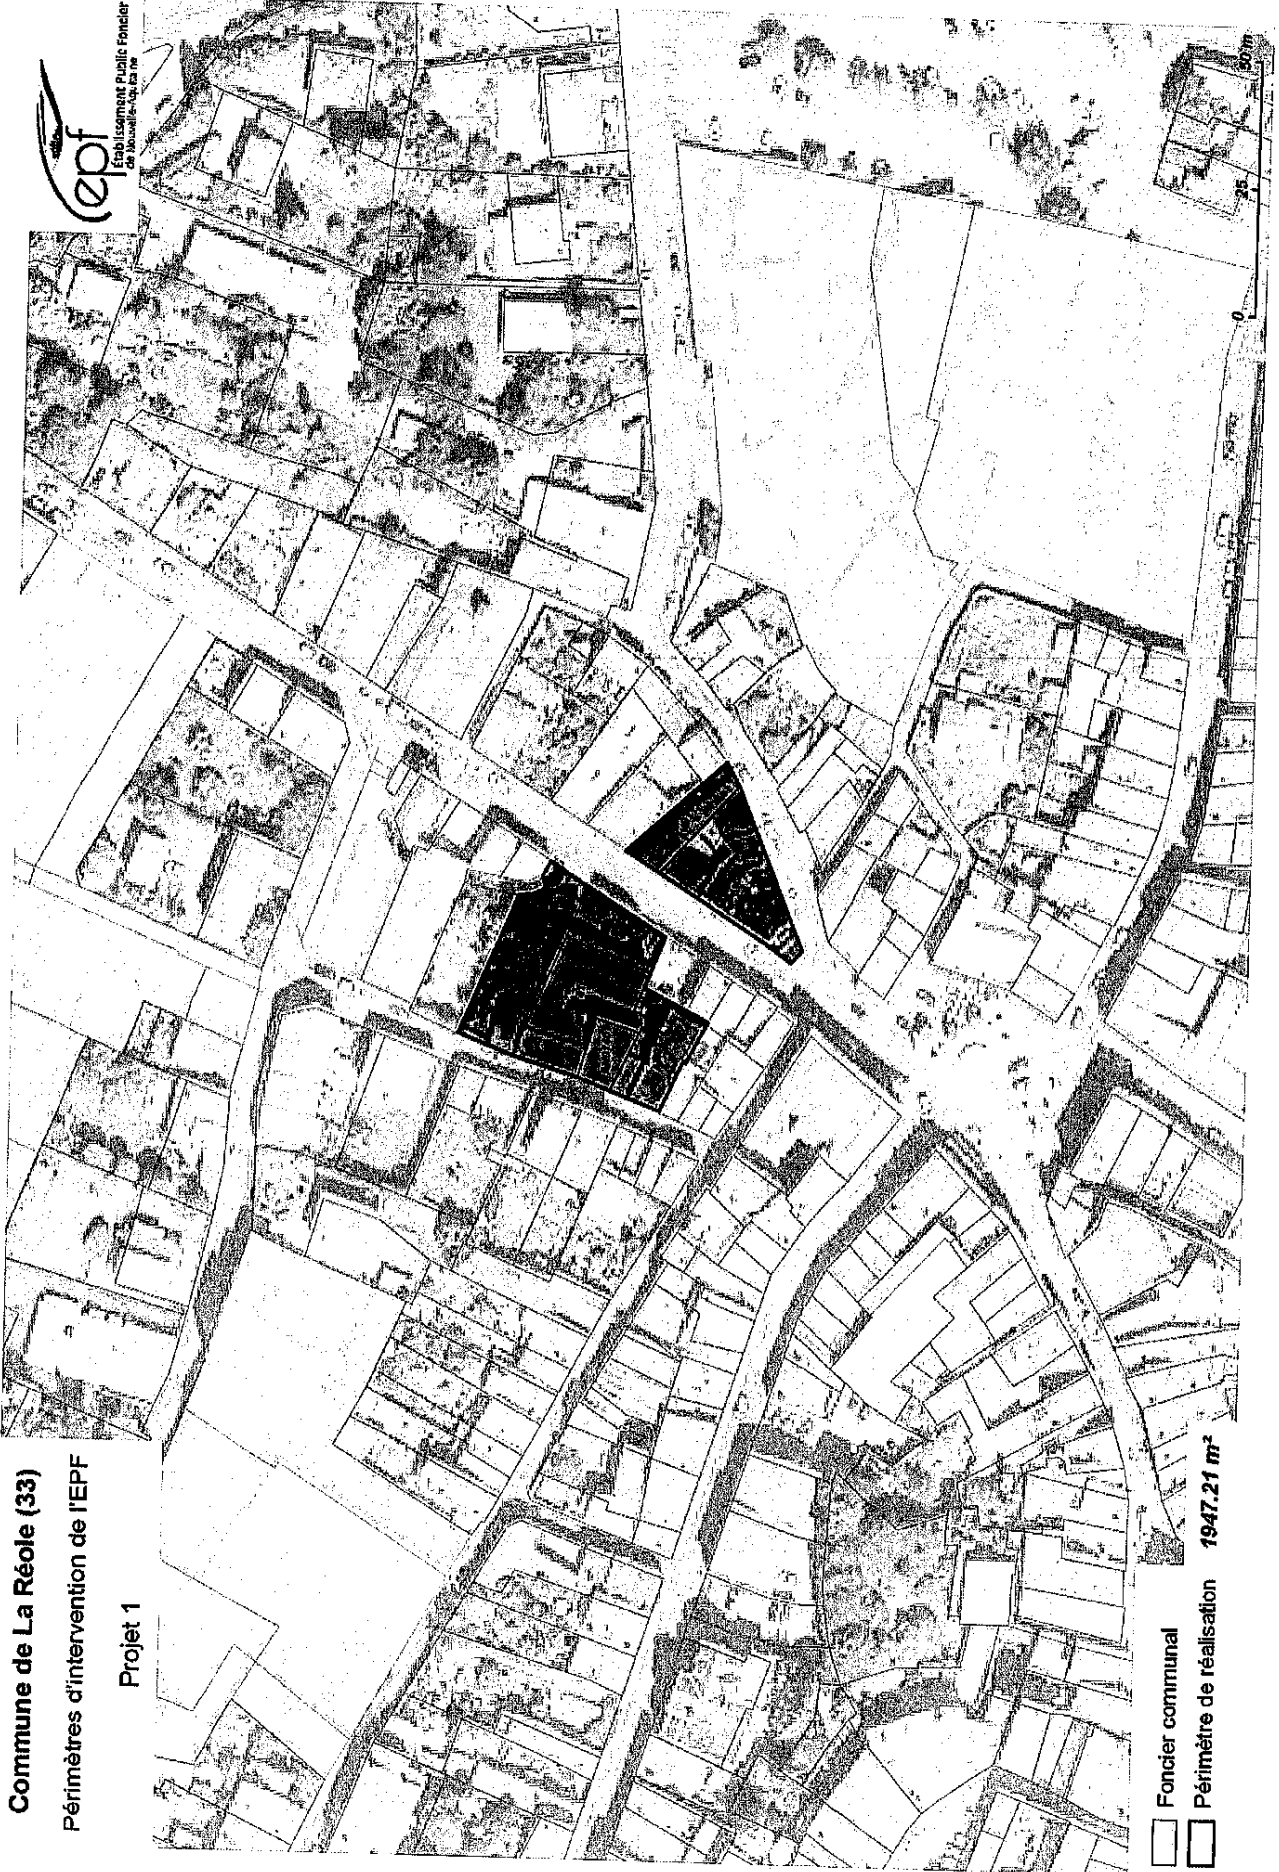 Commune de La Réole (33)
Périmètres d'intervention de l'EPF
Projet 1
epf
Établissement Public Foncier
de Nouvelle-Aquitaine
Foncier communal
Périmètre de réalisation 1947.21 m²
0 25 50 m